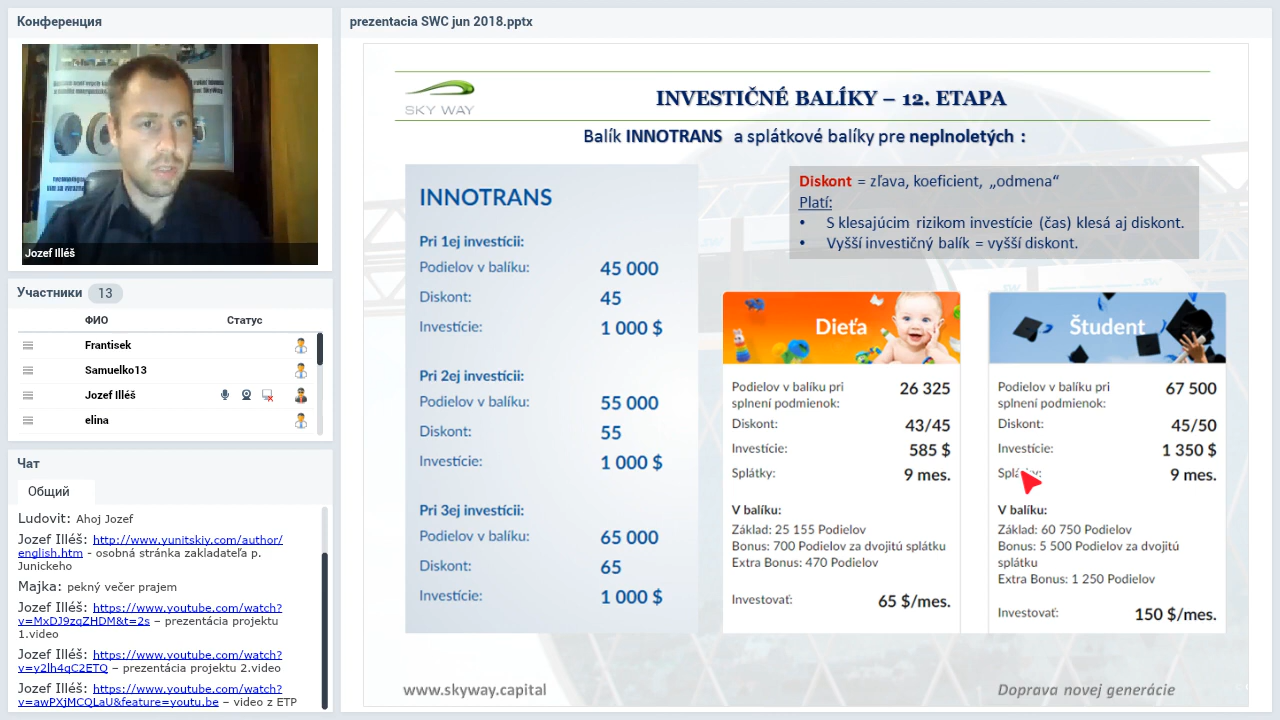 Конференция
Jozef Illéš
Участники 13
ФИО Статус
Frantisek
Samuelko13
Jozef Illéš
elina
Чат
Общий
Ludovit: Ahoj Jozef
Jozef Illéš: http://www.yunitskiy.com/author/
english.htm - osobná stránka zakladateľa p.
Junickeho
Majka: pekný večer prajem
Jozef Illéš: https://www.youtube.com/watch?
v=MxDJ9zqZHDM&t=2s – prezentácia projektu
1.video
Jozef Illéš: https://www.youtube.com/watch?
v=y2lh4qC2ETQ – prezentácia projektu 2.video
Jozef Illéš: https://www.youtube.com/watch?
v=awPXjMCQLaU&feature=youtu.be – video z ETP
prezentacia SWC jun 2018.pptx
SKY WAY
INVESTIČNÉ BALÍKY – 12. ETAPA
Balík INNOTRANS a splátkové balíky pre neplnoletých :
INNOTRANS
Pri 1ej investícii:
Podielov v balíku: 45 000
Diskont: 45
Investície: 1 000 $
Pri 2ej investícii:
Podielov v balíku: 55 000
Diskont: 55
Investície: 1 000 $
Pri 3ej investícii:
Podielov v balíku: 65 000
Diskont: 65
Investície: 1 000 $
Diskont = zľava, koeficient, „odmena“
Platí:
• S klesajúcim rizikom investície (čas) klesá aj diskont.
• Vyšší investičný balík = vyšší diskont.
Dieťa
Podielov v balíku pri 26 325
splnení podmienok:
Diskont: 43/45
Investície: 585 $
Splátky: 9 mes.
V balíku:
Základ: 25 155 Podielov
Bonus: 700 Podielov za dvojitú splátku
Extra Bonus: 470 Podielov
Investovať: 65 $/mes.
Študent
Podielov v balíku pri 67 500
splnení podmienok:
Diskont: 45/50
Investície: 1 350 $
Splátky: 9 mes.
V balíku:
Základ: 60 750 Podielov
Bonus: 5 500 Podielov za dvojitú
splátku
Extra Bonus: 1 250 Podielov
Investovať: 150 $/mes.
www.skyway.capital
Doprava novej generácie